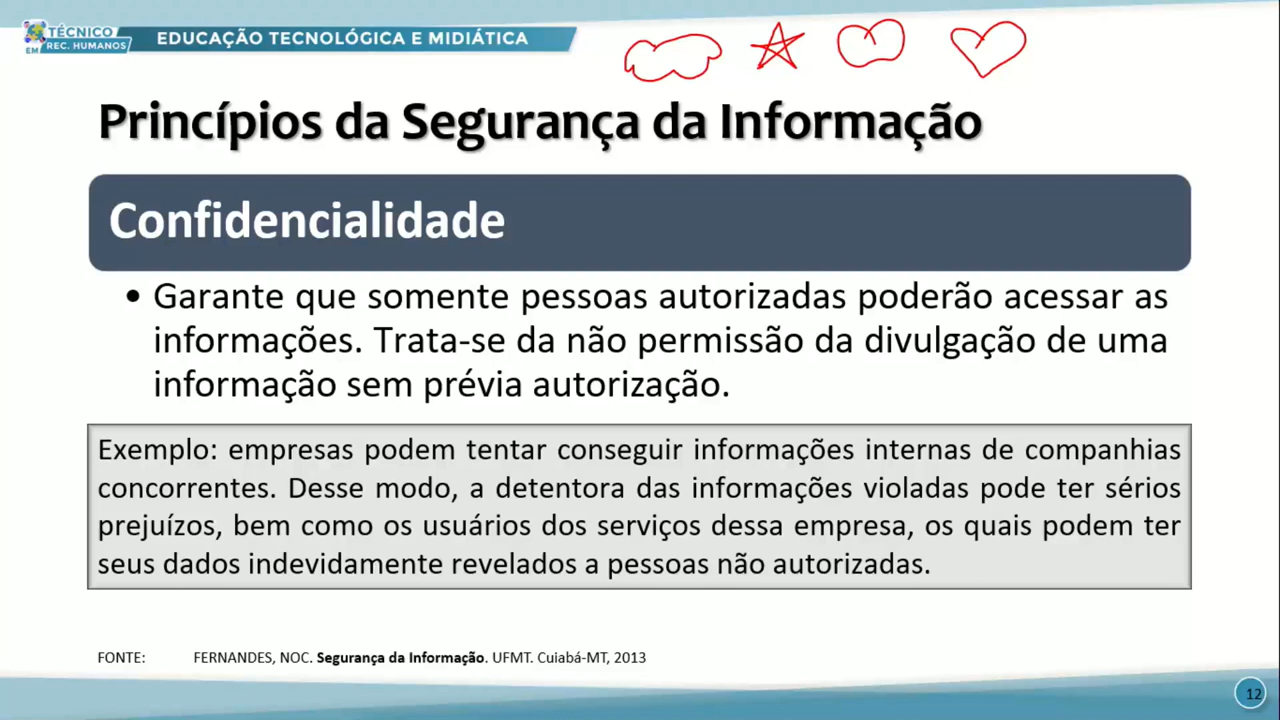 TÉCNICO
EM REC. HUMANOS
EDUCAÇÃO TECNOLÓGICA E MIDIÁTICA
Princípios da Segurança da Informação
Confidencialidade
• Garante que somente pessoas autorizadas poderão acessar as
informações. Trata-se da não permissão da divulgação de uma
informação sem prévia autorização.
Exemplo: empresas podem tentar conseguir informações internas de companhias
concorrentes. Desse modo, a detentora das informações violadas pode ter sérios
prejuízos, bem como os usuários dos serviços dessa empresa, os quais podem ter
seus dados indevidamente revelados a pessoas não autorizadas.
FONTE: FERNANDES, NOC. Segurança da Informação. UFMT. Cuiabá-MT, 2013
12